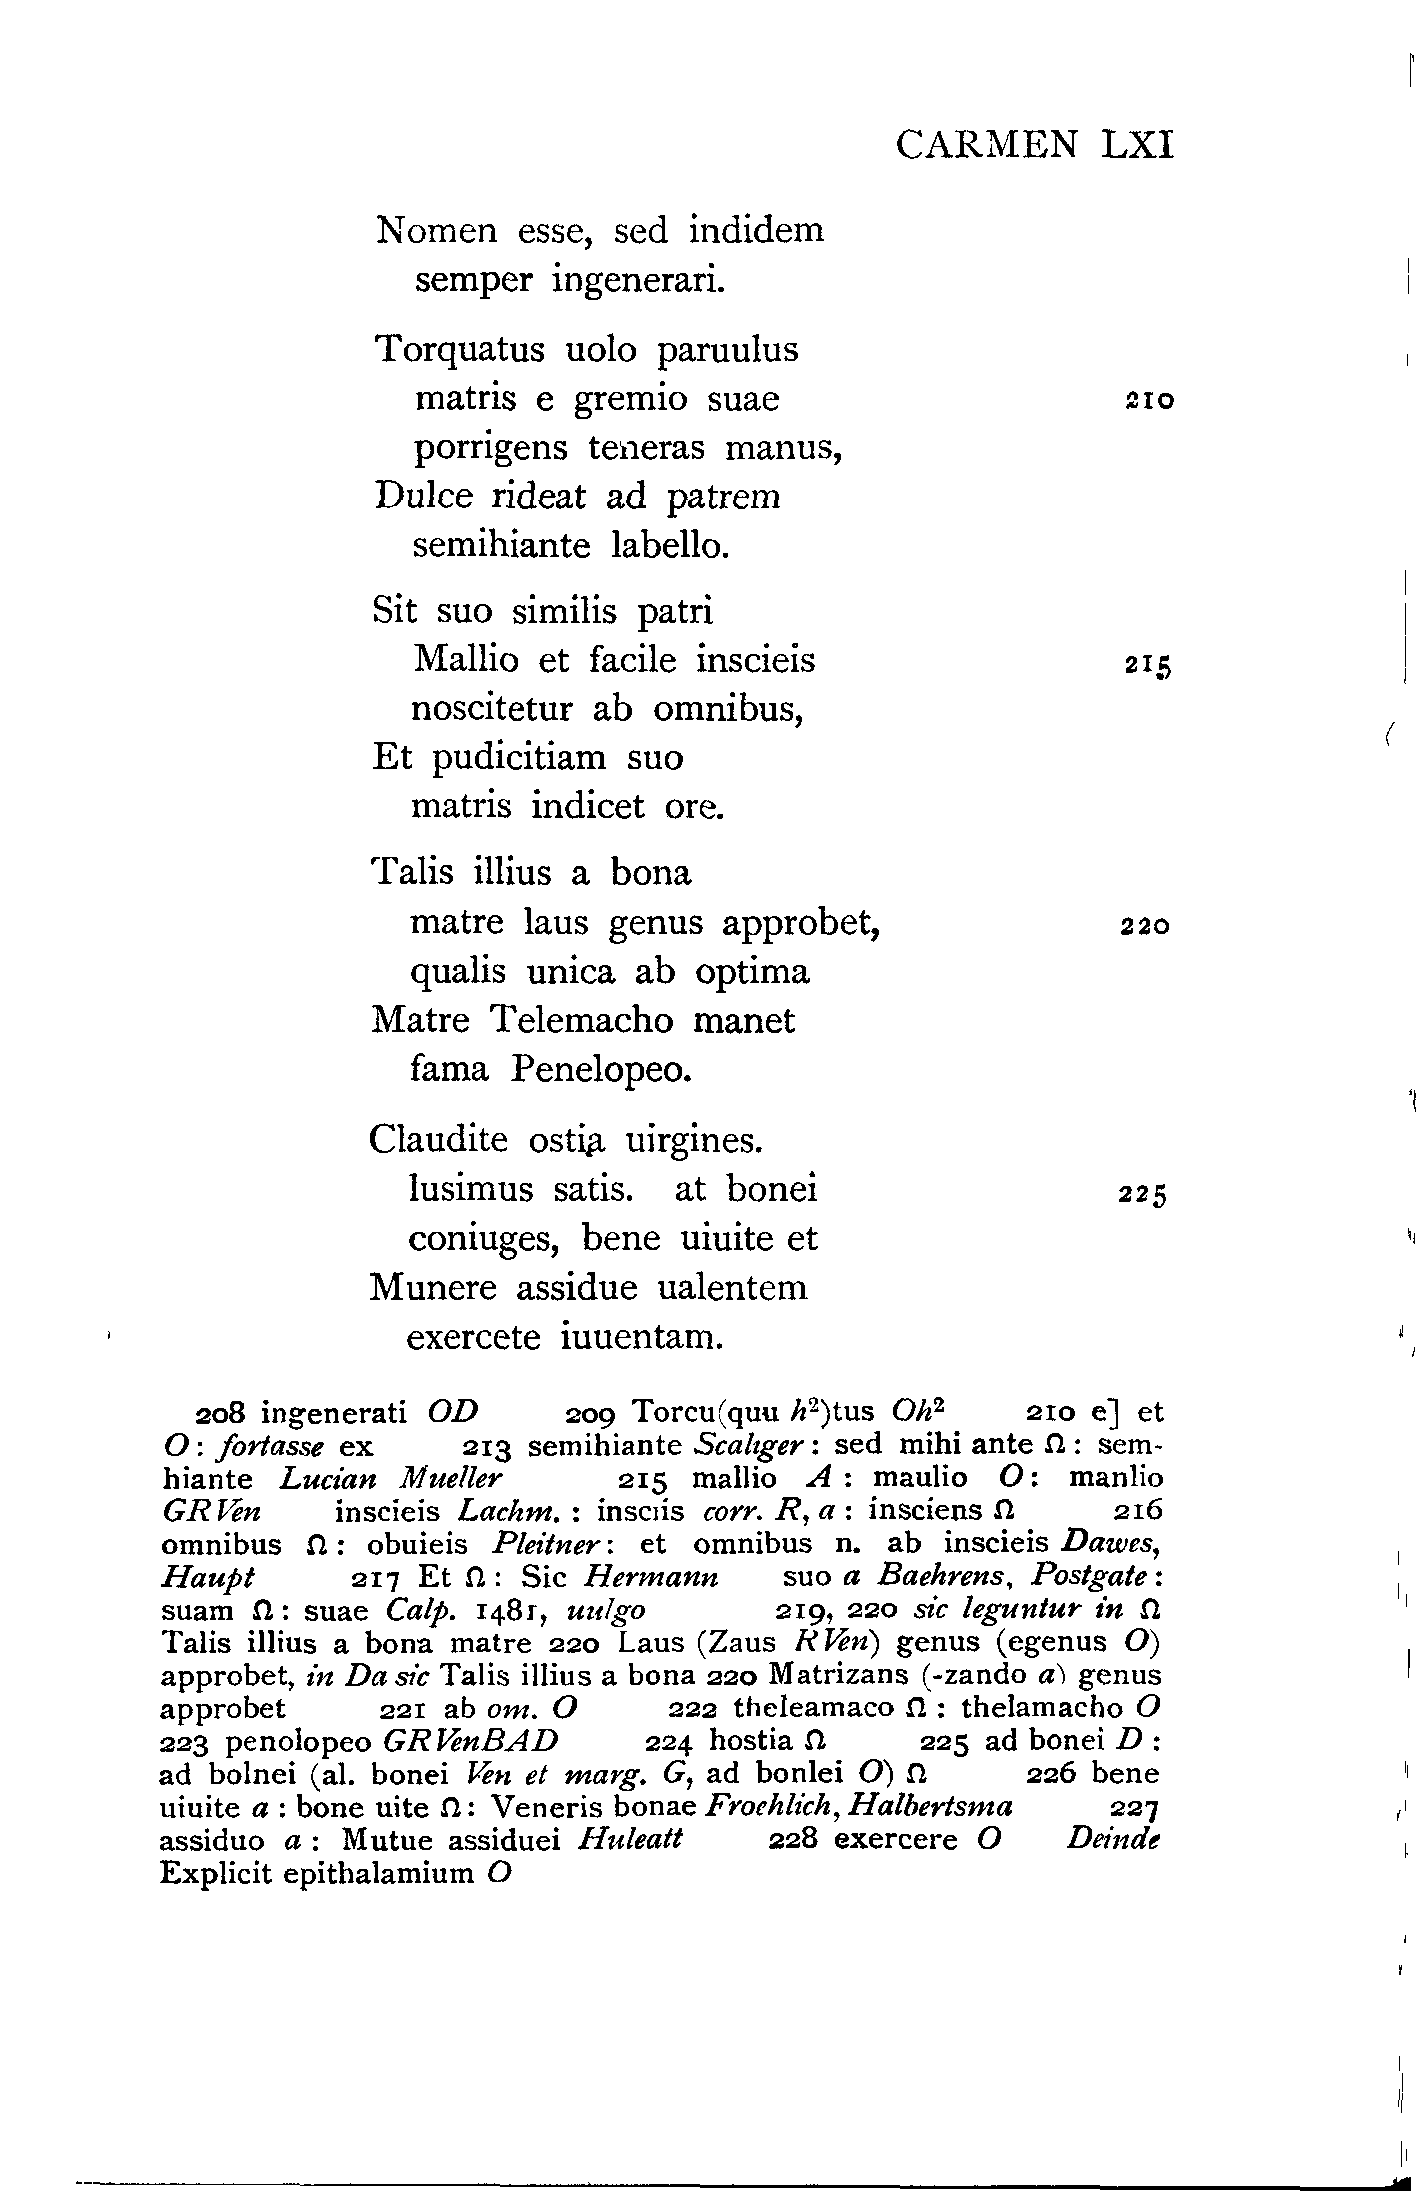 CARMEN LXI
Nomen esse, sed indidem
semper ingenerari.
Torquatus uolo paruulus
matris e gremio suae 210
porrigens teneras manus,
Dulce rideat ad patrem
semihiante labello.
Sit suo similis patri
Mallio et facile inscieis 215
noscitetur ab omnibus,
Et pudicitiam suo
matris indicet ore.
Talis illius a bona
matre laus genus approbet, 220
qualis unica ab optima
Matre Telemacho manet
fama Penelopeo.
Claudite ostia uirgines.
lusimus satis. at bonei 225
coniuges, bene uiuite et
Munere assidue ualentem
exercete iuuentam.
208 ingenerati OD 209 Torcu(quu h²)tus Oh² 210 e] et
O : fortasse ex 213 semihiante Scaliger : sed mihi ante Ω : sem-
hiante Lucian Mueller 215 mallio A : maulio O : manlio
GRVen inscieis Lachm. : insciis corr. R, a : insciens Ω 216
omnibus Ω : obuieis Pleitner : et omnibus n. ab inscieis Dawes,
Haupt 217 Et Ω : Sic Hermann suo a Baehrens, Postgate :
suam Ω : suae Calp. 1481, uulgo 219, 220 sic leguntur in Ω
Talis illius a bona matre 220 Laus (Zaus RVen) genus (egenus O)
approbet, in Da sic Talis illius a bona 220 Matrizans (-zando a) genus
approbet 221 ab om. O 222 theleamaco Ω : thelamacho O
223 penolopeo GRVenBAD 224 hostia Ω 225 ad bonei D :
ad bolnei (al. bonei Ven et marg. G, ad bonlei O) Ω 226 bene
uiuite a : bone uite Ω : Veneris bonae Froehlich, Halbertsma 227
assiduo a : Mutue assiduei Huleatt 228 exercere O Deinde
Explicit epithalamium O